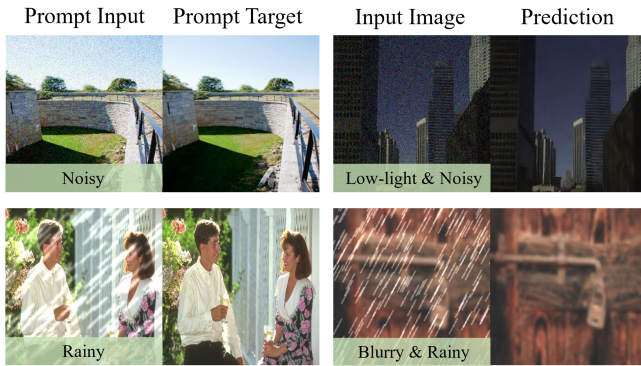 Prompt Input Prompt Target Input Image Prediction
Noisy Low-light & Noisy
Rainy Blurry & Rainy